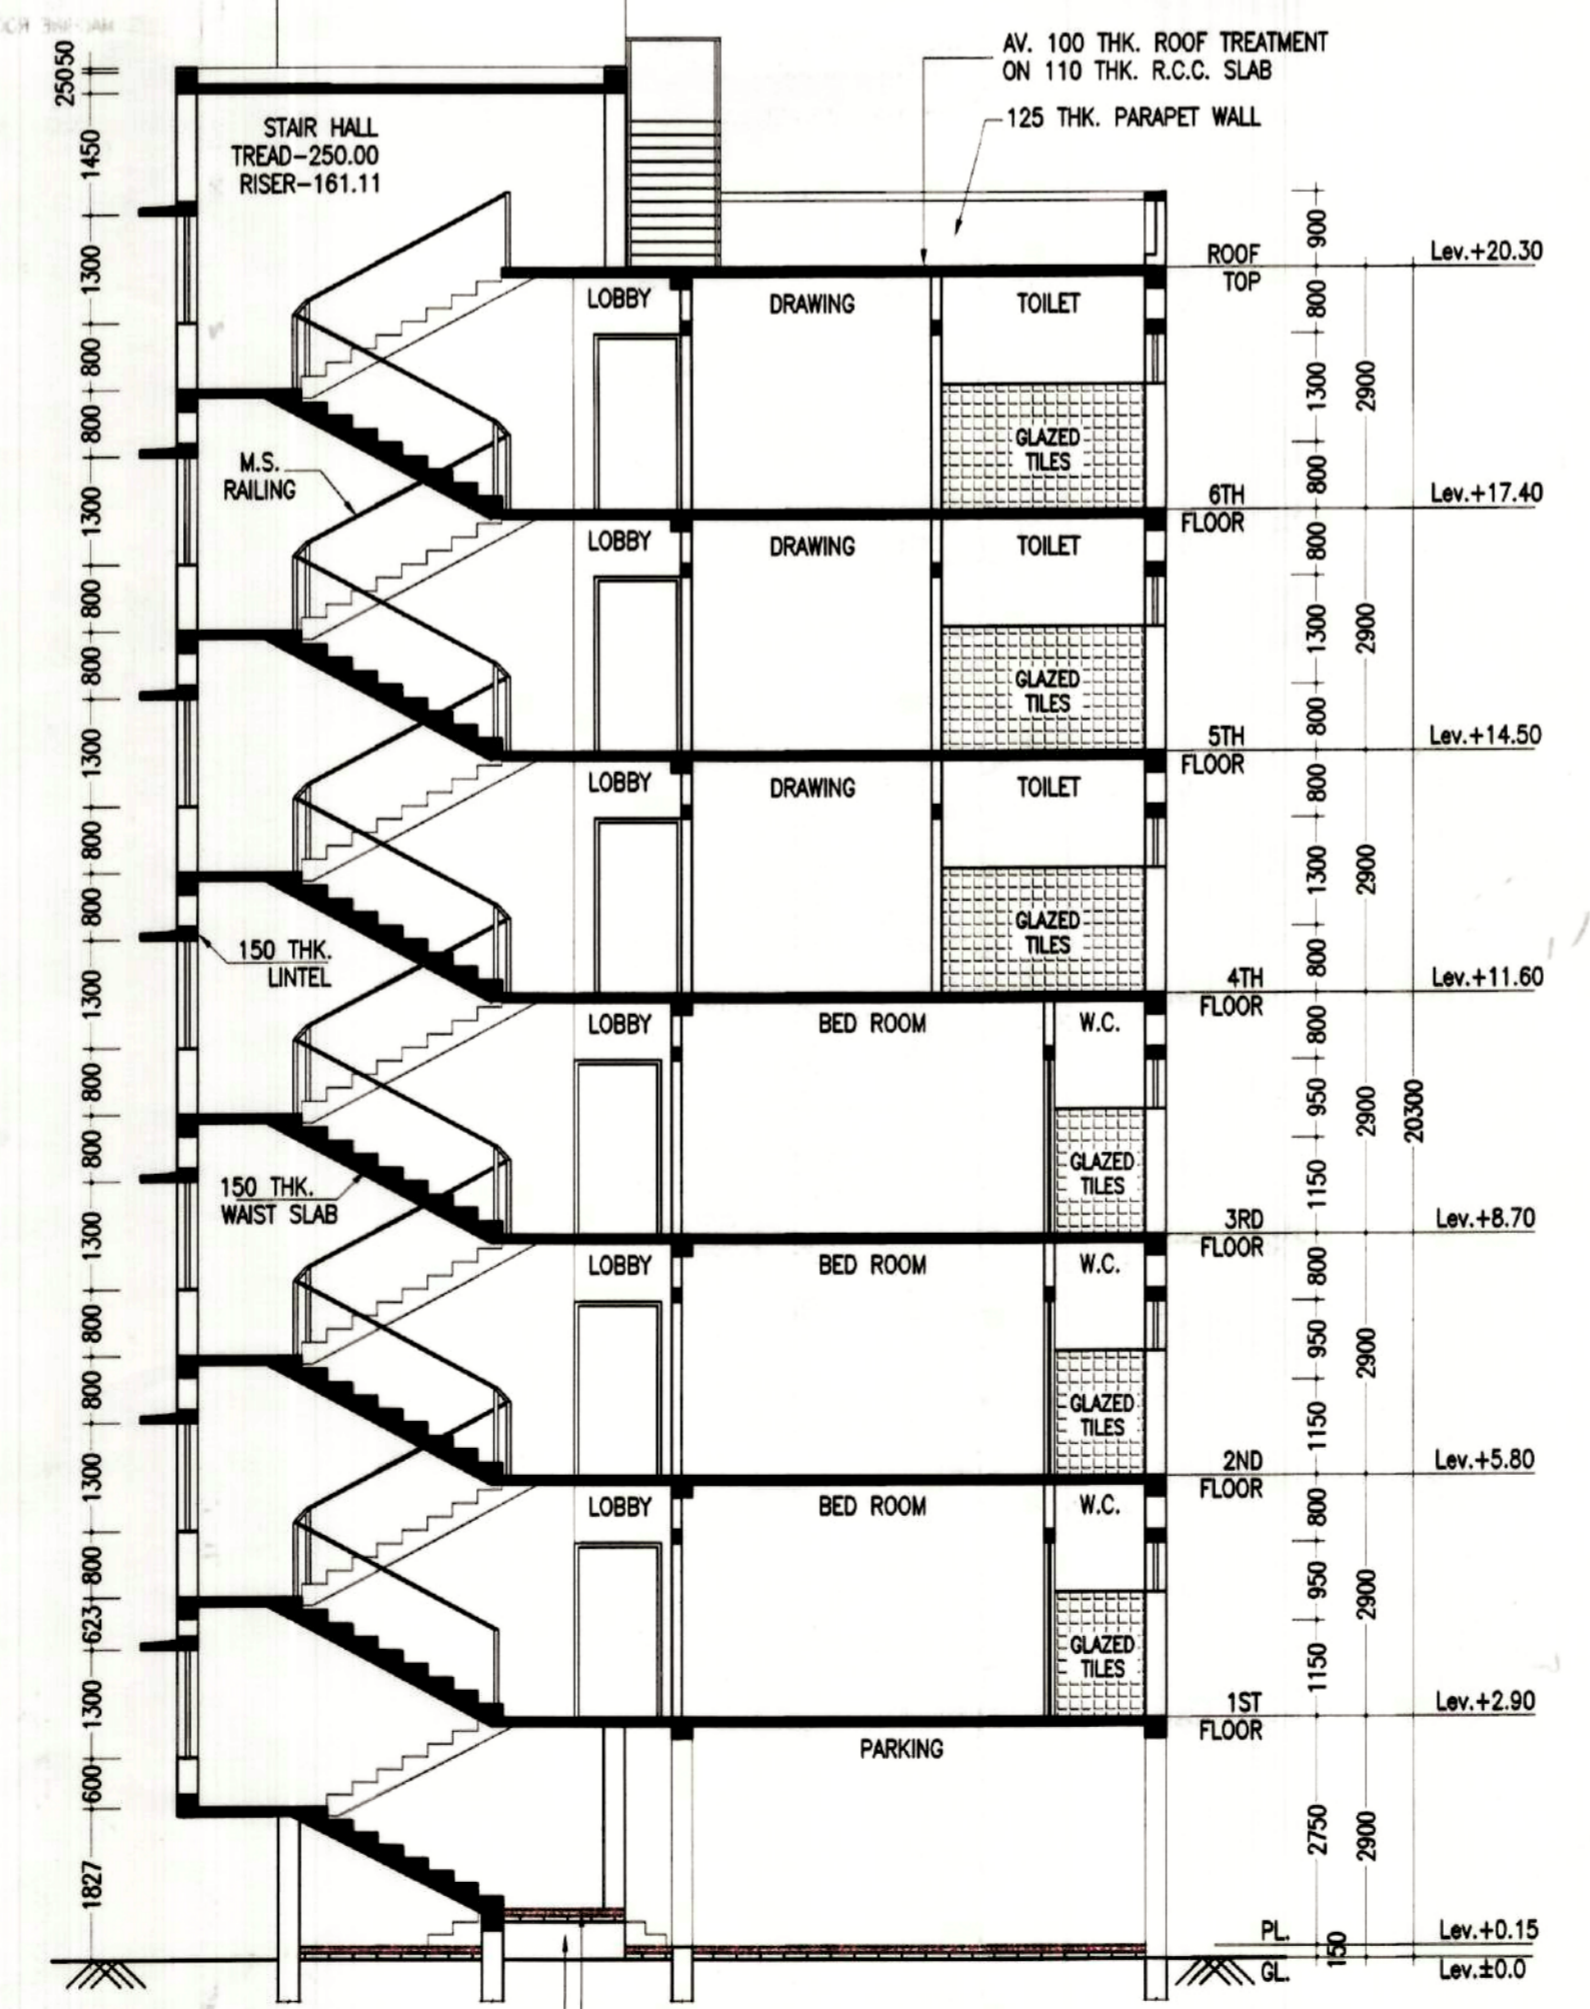 AV. 100 THK. ROOF TREATMENT
ON 110 THK. R.C.C. SLAB
125 THK. PARAPET WALL
STAIR HALL
TREAD-250.00
RISER-161.11
25050
1450
1300
800
800
1300
800
800
1300
800
800
1300
800
800
1300
800
800
1300
800
623
1300
600
1827
M.S.
RAILING
150 THK.
LINTEL
150 THK.
WAIST SLAB
LOBBY
DRAWING
TOILET
GLAZED
TILES
LOBBY
DRAWING
TOILET
GLAZED
TILES
LOBBY
DRAWING
TOILET
GLAZED
TILES
LOBBY
BED ROOM
W.C.
GLAZED
TILES
LOBBY
BED ROOM
W.C.
GLAZED
TILES
LOBBY
BED ROOM
W.C.
GLAZED
TILES
PARKING
ROOF
TOP
6TH
FLOOR
5TH
FLOOR
4TH
FLOOR
3RD
FLOOR
2ND
FLOOR
1ST
FLOOR
PL.
GL.
900
800
1300
800
800
1300
800
800
1300
800
800
950
1150
800
950
1150
800
950
1150
2750
150
2900
2900
2900
2900
2900
2900
2900
20300
Lev.+20.30
Lev.+17.40
Lev.+14.50
Lev.+11.60
Lev.+8.70
Lev.+5.80
Lev.+2.90
Lev.+0.15
Lev.±0.0